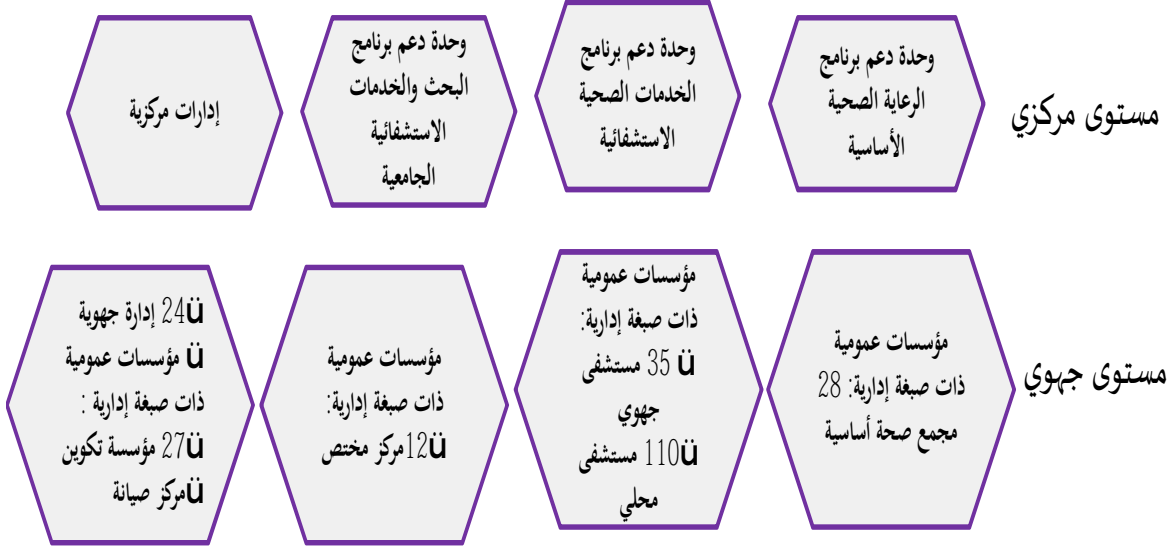 مستوى مركزي
وحدة دعم برنامج
الرعاية الصحية
الأساسية
وحدة دعم برنامج
الخدمات الصحية
الاستشفائية
وحدة دعم برنامج
البحث والخدمات
الاستشفائية
الجامعية
إدارات مركزية
مستوى جهوي
مؤسسات عمومية
ذات صبغة إدارية: 28
مجمع صحة أساسية
مؤسسات عمومية
ذات صبغة إدارية:
ü 35 مستشفى
جهوي
ü110 مستشفى
محلي
مؤسسات عمومية
ذات صبغة إدارية:
ü12مركز مختص
ü24 إدارة جهوية
ü مؤسسات عمومية
ذات صبغة إدارية :
ü27 مؤسسة تكوين
üمركز صيانة